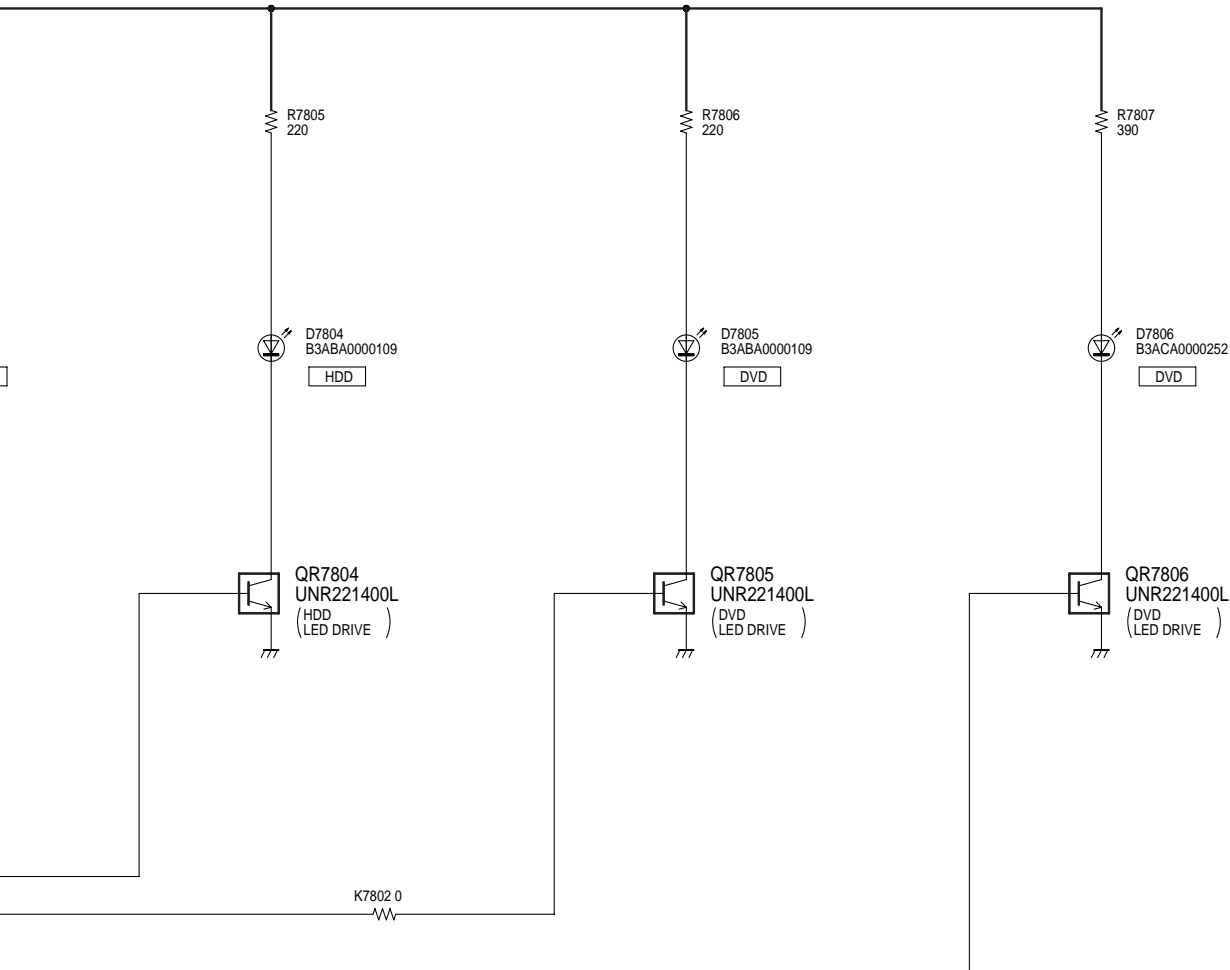 R7805
220
R7806
220
R7807
390
D7804
B3ABA0000109
HDD
D7805
B3ABA0000109
DVD
D7806
B3ACA0000252
DVD
QR7804
UNR221400L
(HDD
LED DRIVE)
QR7805
UNR221400L
(DVD
LED DRIVE)
QR7806
UNR221400L
(DVD
LED DRIVE)
K7802 0